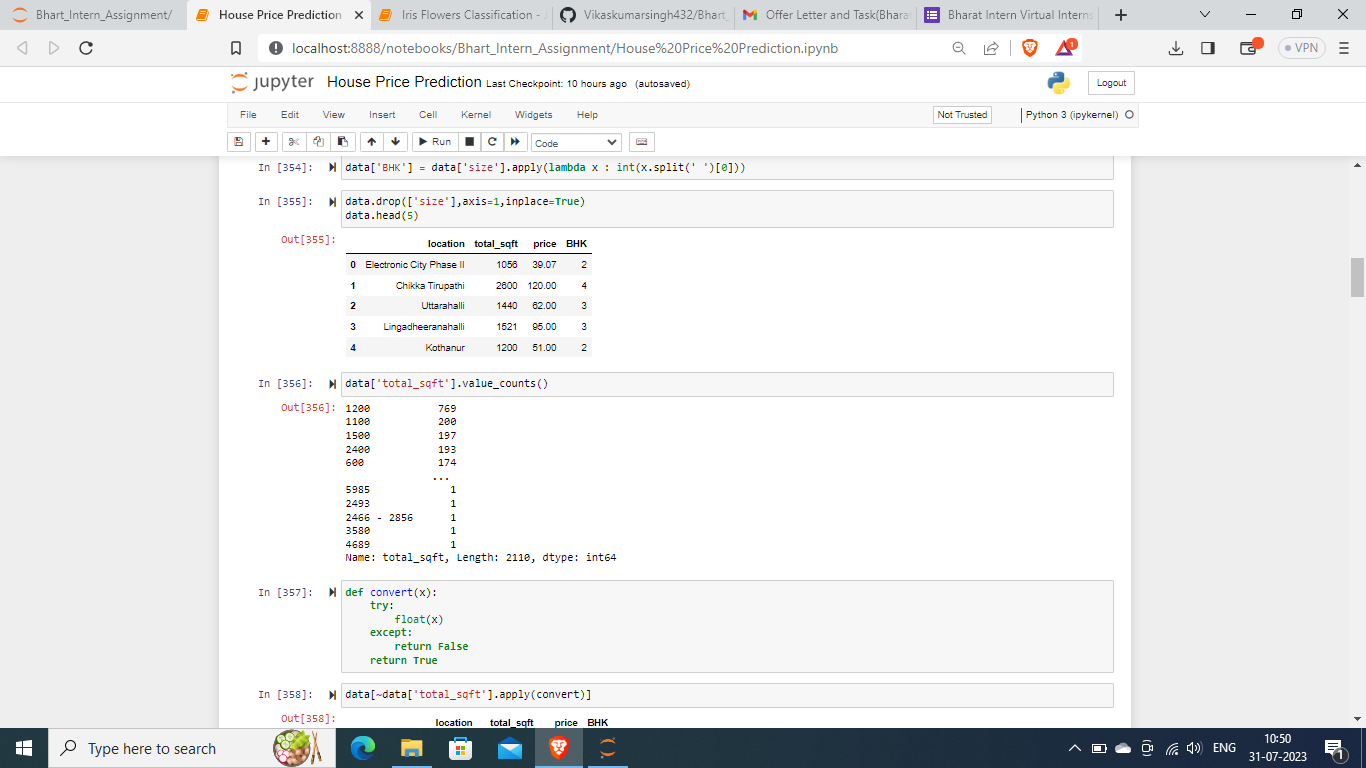 Bhart_Intern_Assignment/
House Price Prediction
Iris Flowers Classification -
Vikaskumarsingh432/Bhart_
Offer Letter and Task(Bhara
Bharat Intern Virtual Interns
localhost:8888/notebooks/Bhart_Intern_Assignment/House%20Price%20Prediction.ipynb
1
VPN
jupyter House Price Prediction Last Checkpoint: 10 hours ago (autosaved)
Logout
File Edit View Insert Cell Kernel Widgets Help
Not Trusted
Python 3 (ipykernel)
Run
Code
In [354]: data['BHK'] = data['size'].apply(lambda x : int(x.split(' ')[0]))
In [355]: data.drop(['size'],axis=1,inplace=True)
data.head(5)
Out[355]:
location total_sqft price BHK
0 Electronic City Phase II 1056 39.07 2
1 Chikka Tirupathi 2600 120.00 4
2 Uttarahalli 1440 62.00 3
3 Lingadheeranahalli 1521 95.00 3
4 Kothanur 1200 51.00 2
In [356]: data['total_sqft'].value_counts()
Out[356]: 1200 769
1100 200
1500 197
2400 193
600 174
...
5985 1
2493 1
2466 - 2856 1
3580 1
4689 1
Name: total_sqft, Length: 2110, dtype: int64
In [357]: def convert(x):
try:
float(x)
except:
return False
return True
In [358]: data[~data['total_sqft'].apply(convert)]
Out[358]:
location total_sqft price BHK
Type here to search
ENG
10:50
31-07-2023
1